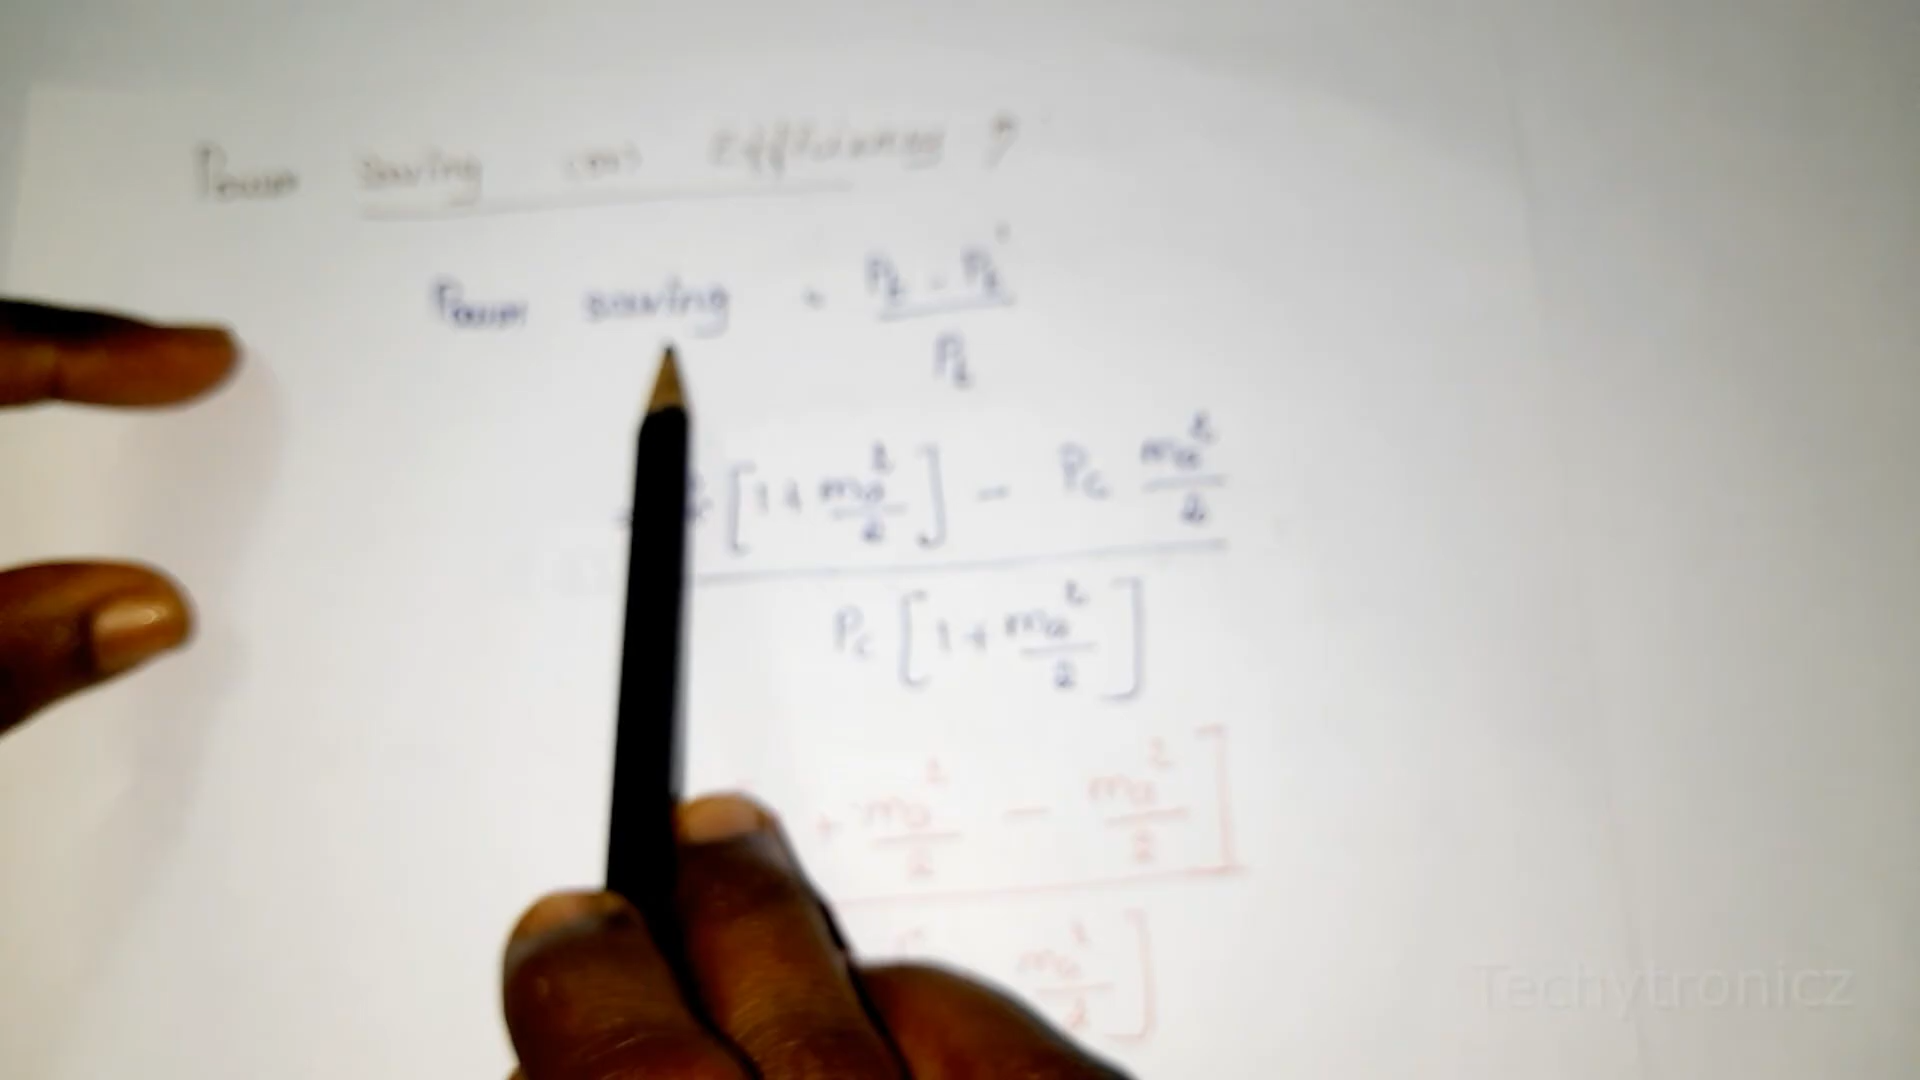 Power saving (or) Efficiency ?
Power saving = Pt - Pt' / Pt
[1 + ma²/2] - Pc ma²/2
Pc [1 + ma²/2]
+ ma²/2 - ma²/2 ]
ma²/2 ]
Techytronicz